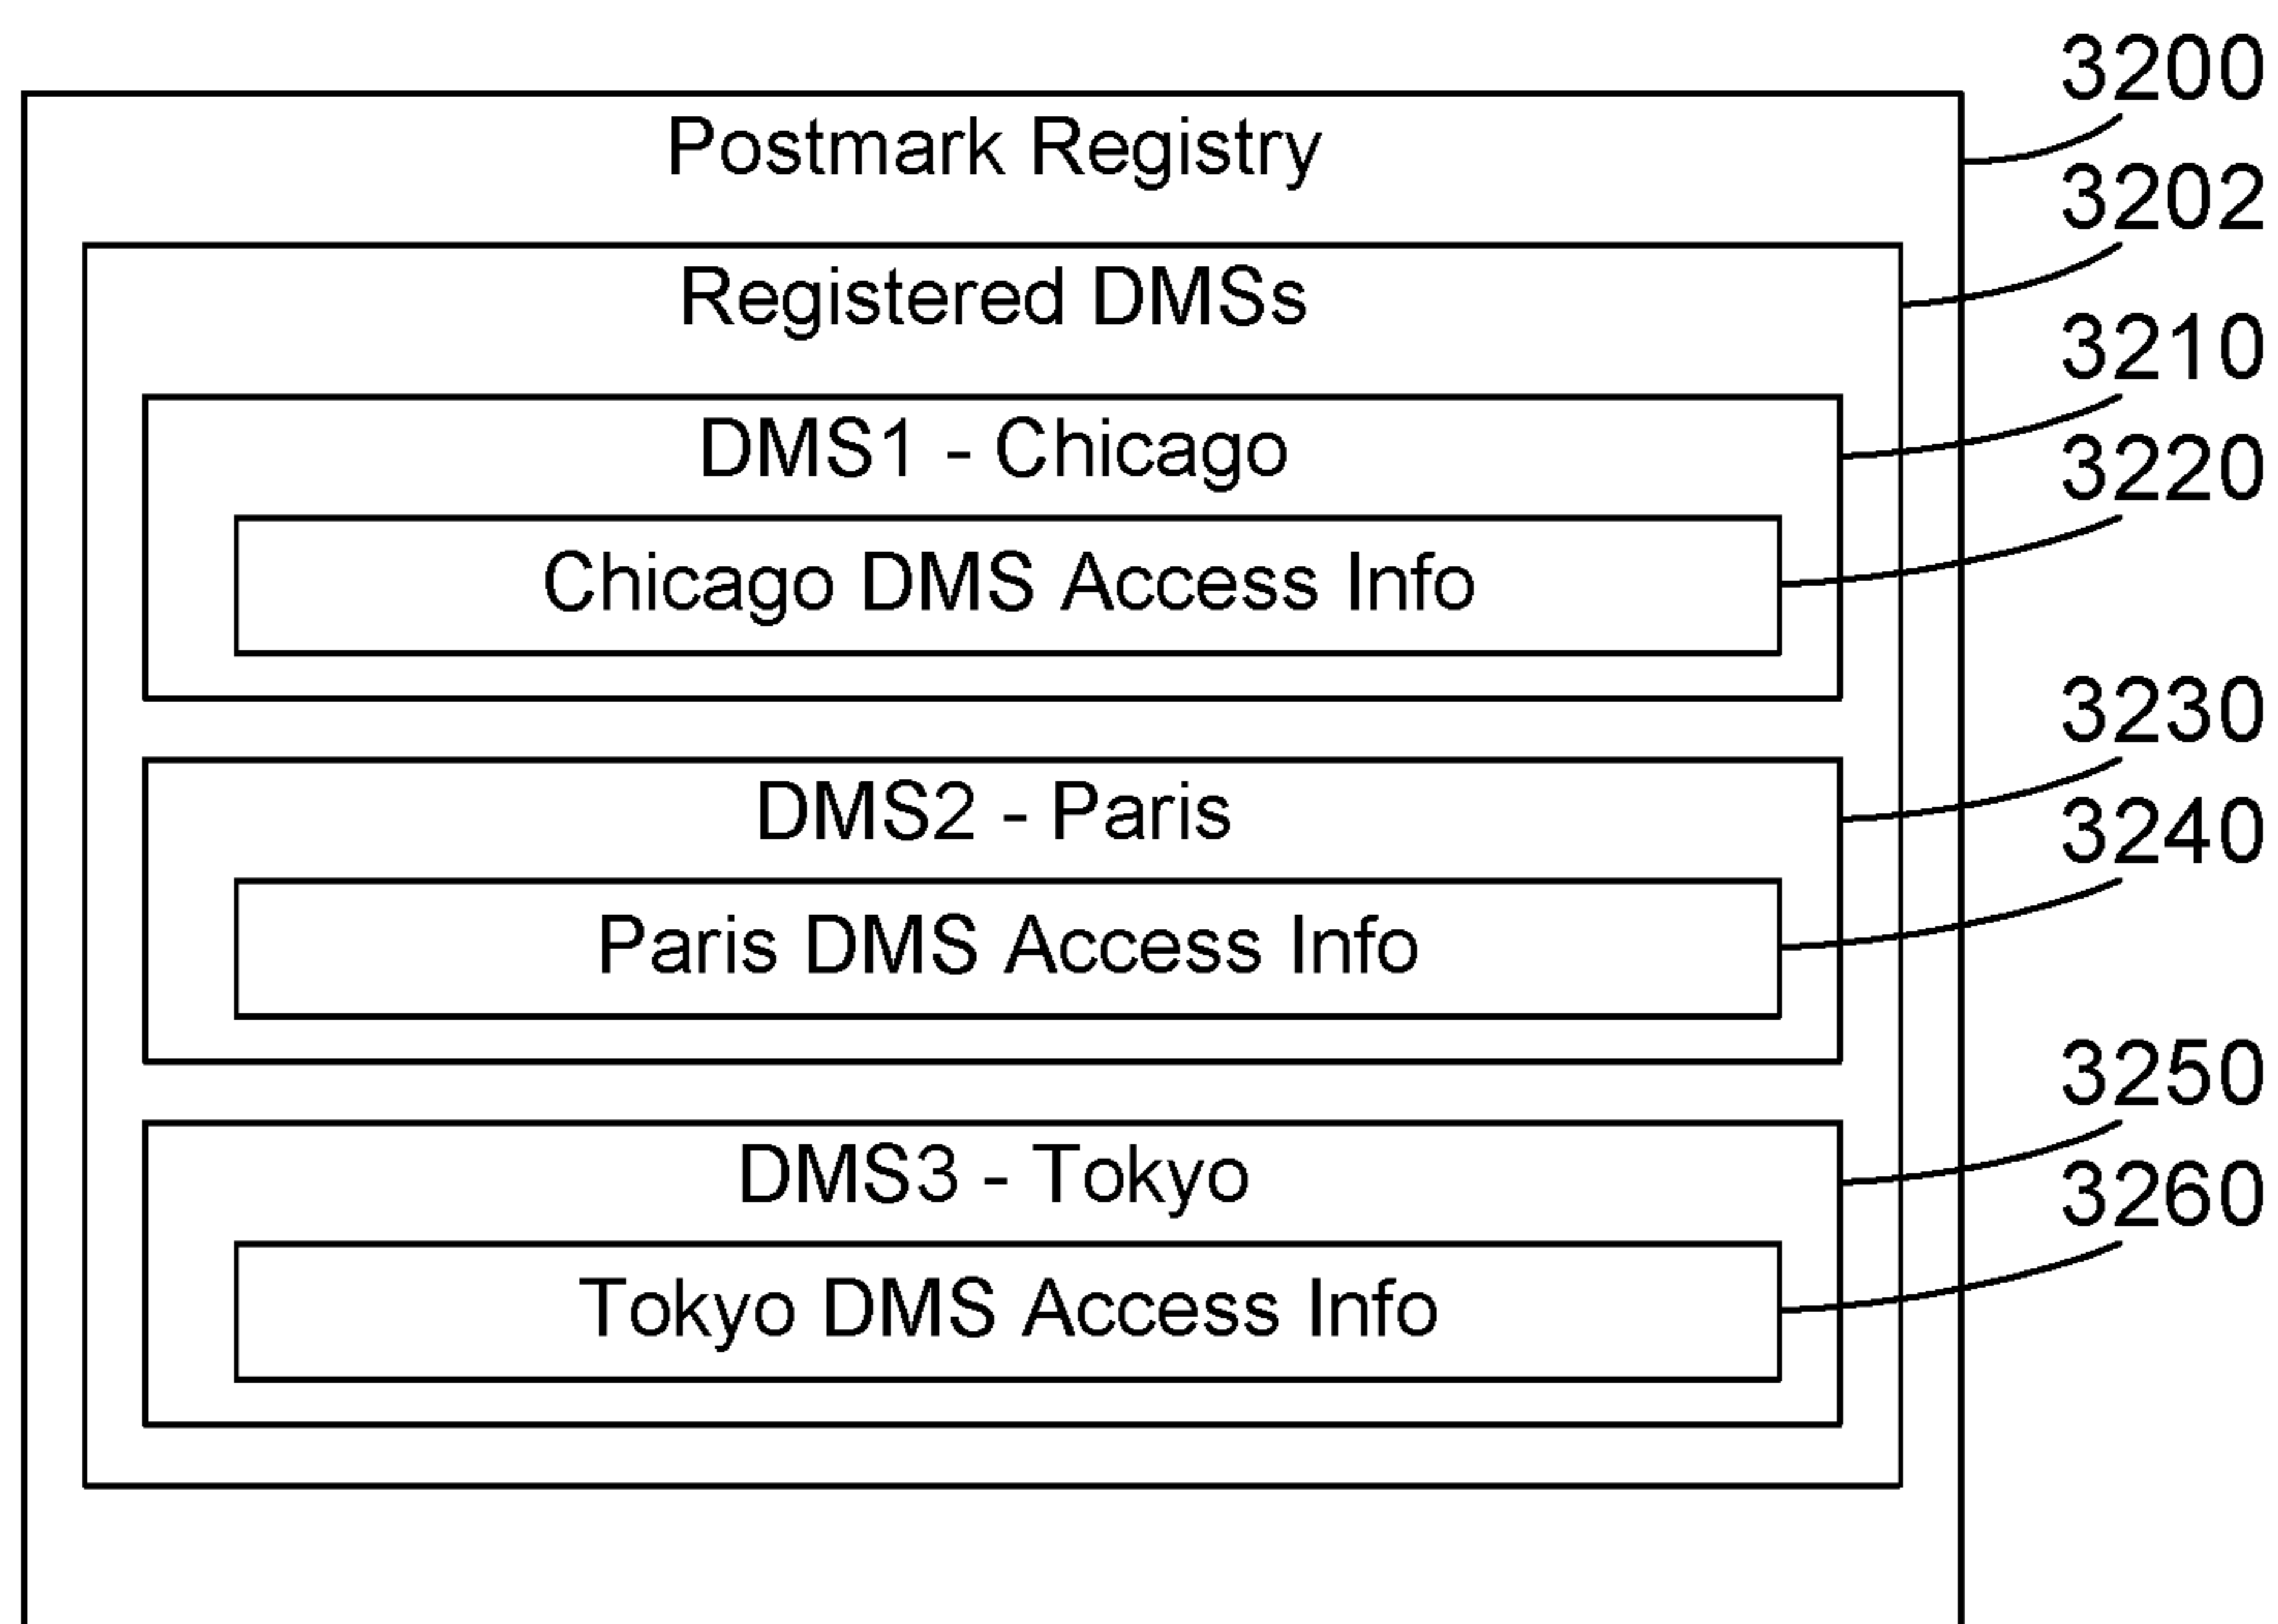 3200
Postmark Registry
3202
Registered DMSs
3210
DMS1 - Chicago
3220
Chicago DMS Access Info
3230
DMS2 - Paris
3240
Paris DMS Access Info
3250
DMS3 - Tokyo
3260
Tokyo DMS Access Info